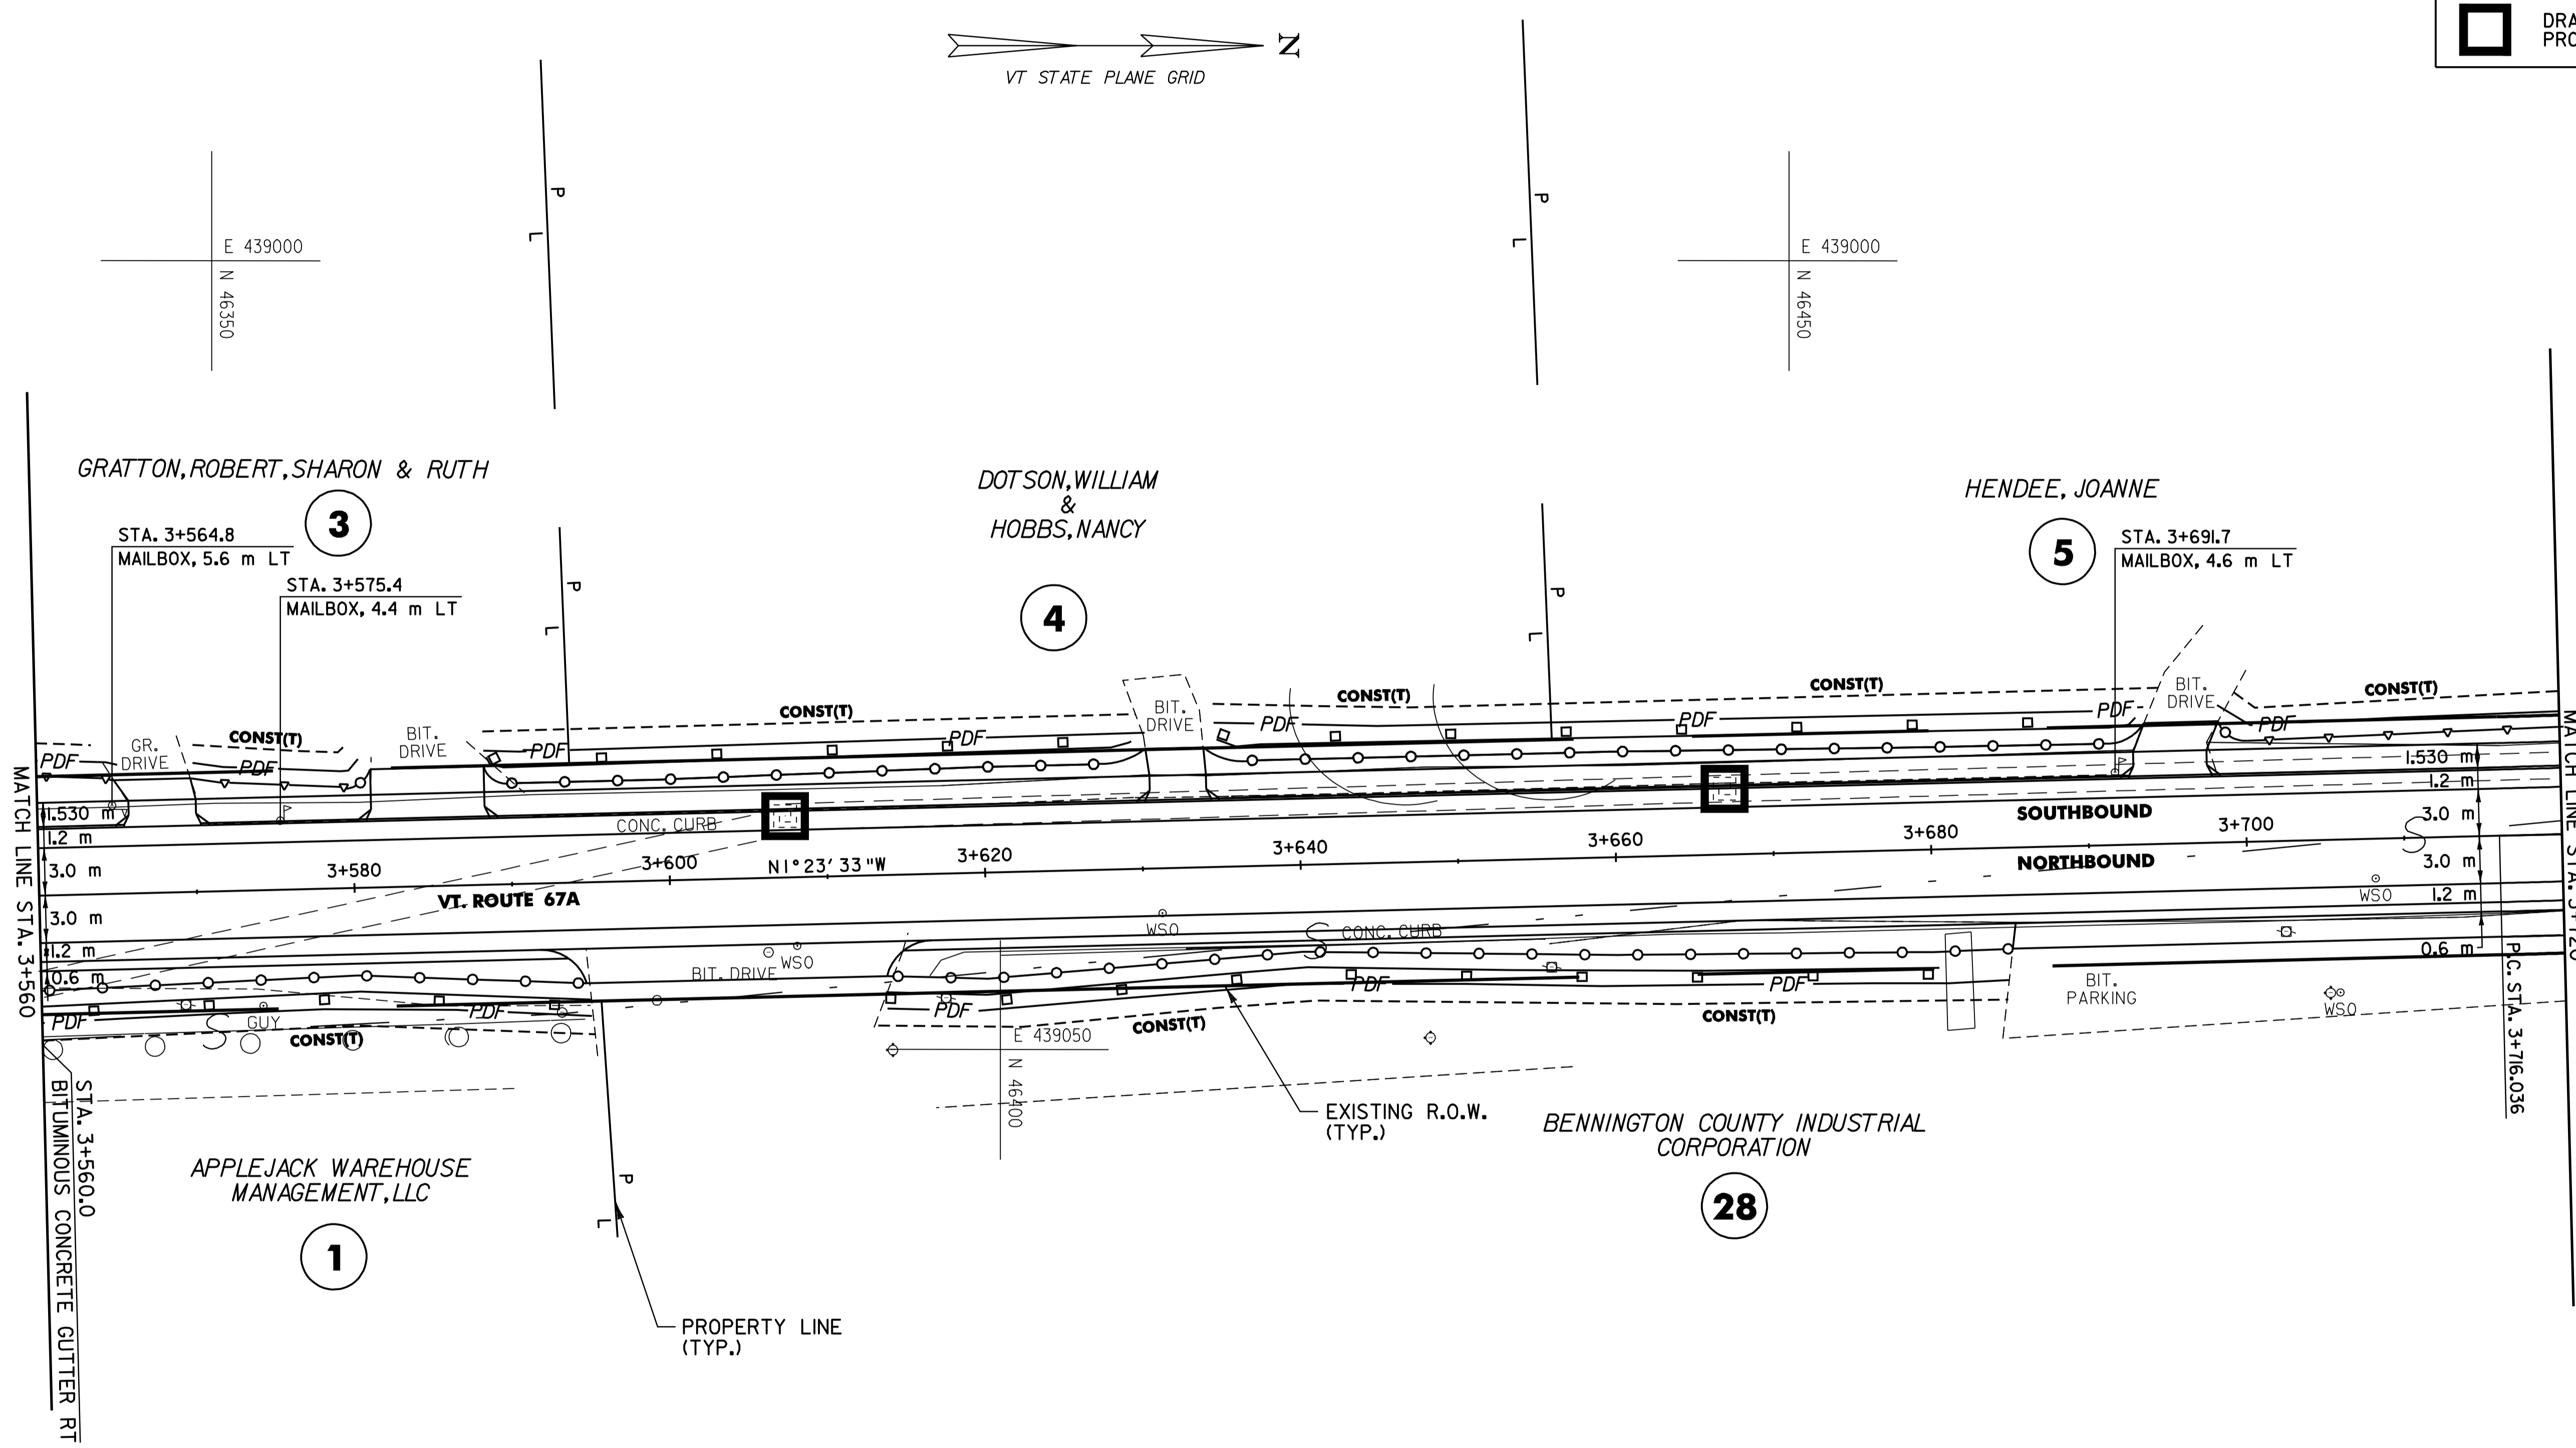 DRA
PRO
N
VT STATE PLANE GRID
P
L
P
L
E 439000
N 46350
E 439000
N 46450
GRATTON, ROBERT, SHARON & RUTH
3
STA. 3+564.8
MAILBOX, 5.6 m LT
STA. 3+575.4
MAILBOX, 4.4 m LT
DOTSON, WILLIAM
&
HOBBS, NANCY
4
HENDEE, JOANNE
5
STA. 3+691.7
MAILBOX, 4.6 m LT
P
L
P
L
CONST(T)
CONST(T)
CONST(T)
CONST(T)
CONST(T)
GR.
DRIVE
BIT.
DRIVE
BIT.
DRIVE
BIT.
DRIVE
PDF
PDF
PDF
PDF
PDF
PDF
PDF
PDF
MATCH LINE STA. 3+560
1.530 m
1.2 m
3.0 m
3.0 m
1.2 m
0.6 m
CONC. CURB
SOUTHBOUND
NORTHBOUND
3+580
3+600
N1°23'33"W
3+620
3+640
3+660
3+680
3+700
VT. ROUTE 67A
1.530 m
1.2 m
3.0 m
3.0 m
1.2 m
0.6 m
MATCH LINE STA. 3+720
S
WSO
WSO
WSO
S
CONC. CURB
BIT. DRIVE
PDF
GUY
S
PDF
PDF
PDF
PDF
BIT.
PARKING
WSO
CONST(T)
CONST(T)
CONST(T)
E 439050
N 46400
P.C. STA. 3+716.036
EXISTING R.O.W.
(TYP.)
BENNINGTON COUNTY INDUSTRIAL
CORPORATION
28
STA. 3+560.0
BITUMINOUS CONCRETE GUTTER RT
APPLEJACK WAREHOUSE
MANAGEMENT, LLC
1
P
L
PROPERTY LINE
(TYP.)